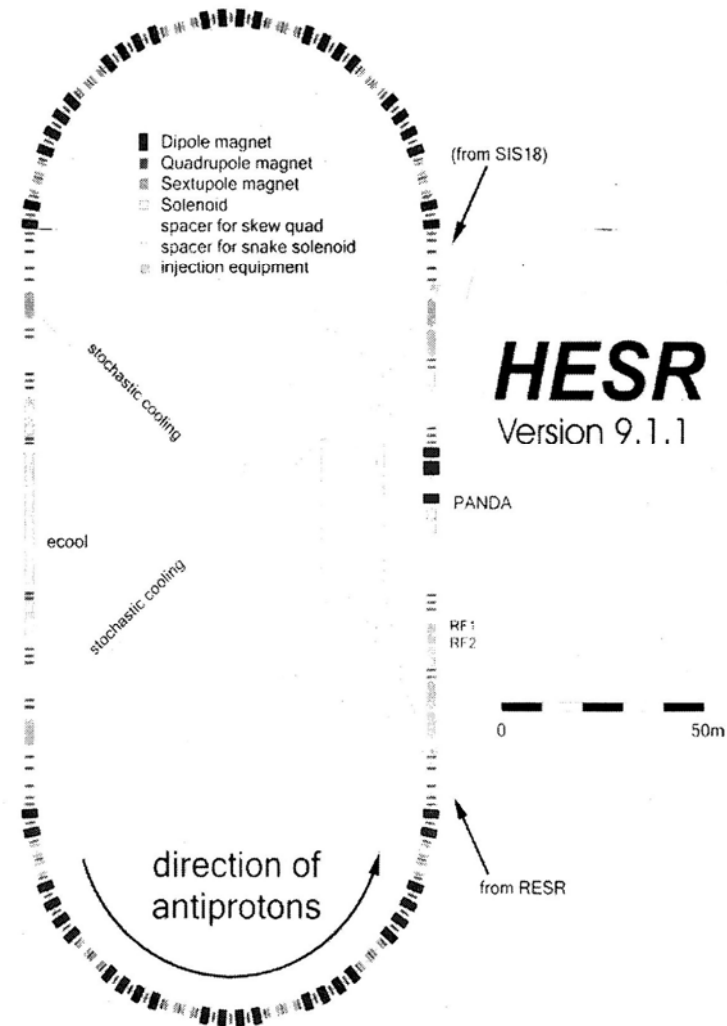 Dipole magnet
Quadrupole magnet
Sextupole magnet
Solenoid
spacer for skew quad
spacer for snake solenoid
injection equipment
(from SIS18)
stochastic cooling
HESR
Version 9.1.1
PANDA
ecool
stochastic cooling
RF1
RF2
0
50m
direction of
antiprotons
from RESR